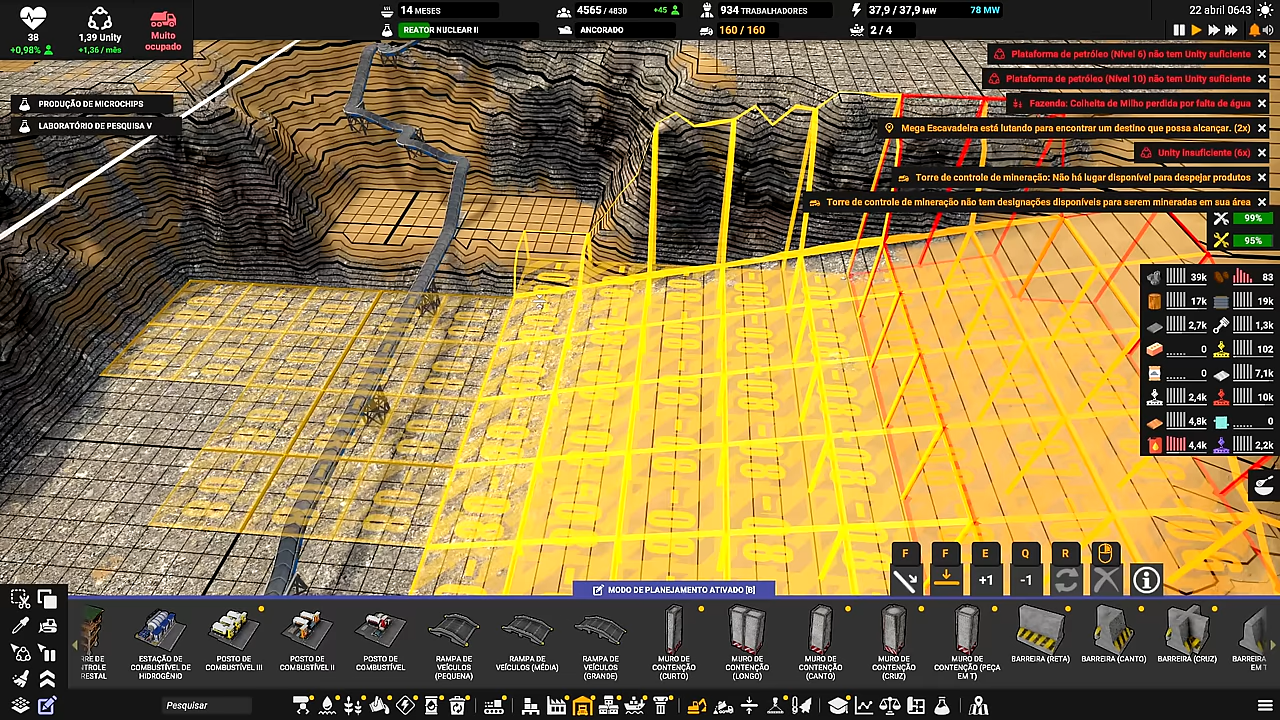 38
+0,98%
1,39 Unity
+1,36 / mês
Muito ocupado
14 MESES
REATOR NUCLEAR II
4565 / 4830
+45
ANCORADO
934 TRABALHADORES
160 / 160
37,9 / 37,9 MW
78 MW
2 / 4
22 abril 0643
PRODUÇÃO DE MICROCHIPS
LABORATÓRIO DE PESQUISA V
Plataforma de petróleo (Nível 6) não tem Unity suficiente
Plataforma de petróleo (Nível 10) não tem Unity suficiente
Fazenda: Colheita de Milho perdida por falta de água
Mega Escavadeira está lutando para encontrar um destino que possa alcançar. (2x)
Unity insuficiente (6x)
Torre de controle de mineração: Não há lugar disponível para despejar produtos
Torre de controle de mineração não tem designações disponíveis para serem mineradas em sua área
99%
95%
39k 83
17k 19k
2,7k 1,3k
0 102
0 7,1k
2,4k 10k
4,8k 0
4,4k 2,2k
F F E Q R
+1 -1
MODO DE PLANEJAMENTO ATIVADO [B]
RE DE NTROLE RESTAL
ESTAÇÃO DE COMBUSTÍVEL DE HIDROGÊNIO
POSTO DE COMBUSTÍVEL III
POSTO DE COMBUSTÍVEL II
POSTO DE COMBUSTÍVEL
RAMPA DE VEÍCULOS (PEQUENA)
RAMPA DE VEÍCULOS (MÉDIA)
RAMPA DE VEÍCULOS (GRANDE)
MURO DE CONTENÇÃO (CURTO)
MURO DE CONTENÇÃO (LONGO)
MURO DE CONTENÇÃO (CANTO)
MURO DE CONTENÇÃO (CRUZ)
MURO DE CONTENÇÃO (PEÇA EM T)
BARREIRA (RETA)
BARREIRA (CANTO)
BARREIRA (CRUZ)
BARREIRA EM T
Pesquisar